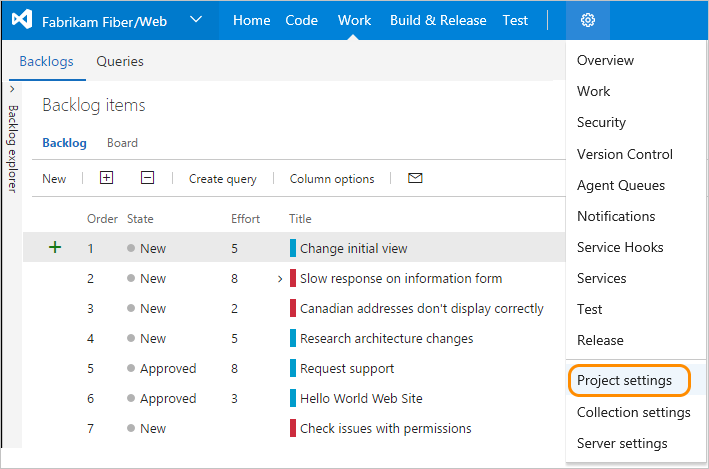 Fabrikam Fiber/Web Home Code Work Build & Release Test
Backlogs Queries
Backlog explorer
Backlog items
Backlog Board
New Create query Column options
Order State Effort Title
1 New 5 Change initial view
2 New 8 Slow response on information form
3 New 2 Canadian addresses don't display correctly
4 New 5 Research architecture changes
5 Approved 8 Request support
6 Approved 3 Hello World Web Site
7 New Check issues with permissions
Overview
Work
Security
Version Control
Agent Queues
Notifications
Service Hooks
Services
Test
Release
Project settings
Collection settings
Server settings